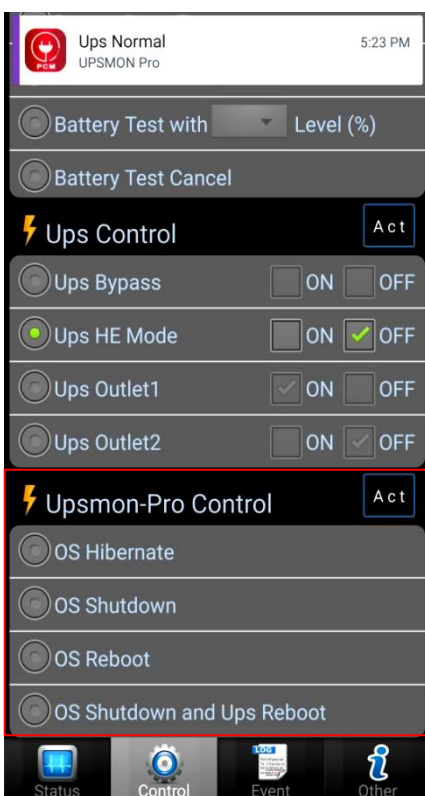 Ups Normal 5:23 PM
PCM
UPSMON Pro
Battery Test with Level (%)
Battery Test Cancel
Ups Control Act
Ups Bypass ON OFF
Ups HE Mode ON OFF
Ups Outlet1 ON OFF
Ups Outlet2 ON OFF
Upsmon-Pro Control Act
OS Hibernate
OS Shutdown
OS Reboot
OS Shutdown and Ups Reboot
LOG
Status Control Event Other